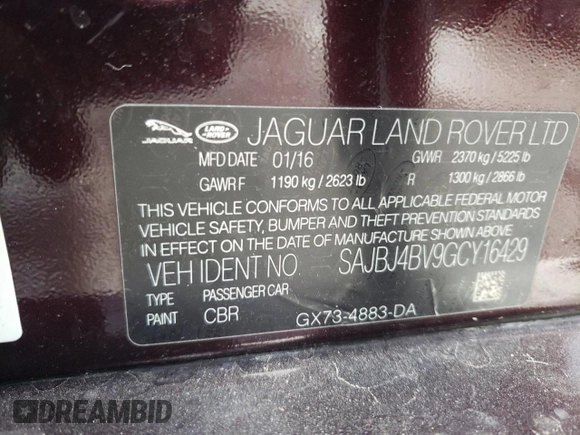 JAGUAR LAND-ROVER JAGUAR LAND ROVER LTD
MFD DATE 01/16 GVWR 2370 kg / 5225 lb
GAWR F 1190 kg / 2623 lb R 1300 kg / 2866 lb
THIS VEHICLE CONFORMS TO ALL APPLICABLE FEDERAL MOTOR
VEHICLE SAFETY, BUMPER AND THEFT PREVENTION STANDARDS
IN EFFECT ON THE DATE OF MANUFACTURE SHOWN ABOVE
VEH IDENT NO. SAJBJ4BV9GCY16429
TYPE PASSENGER CAR
PAINT CBR GX73-4883-DA
DREAMBID